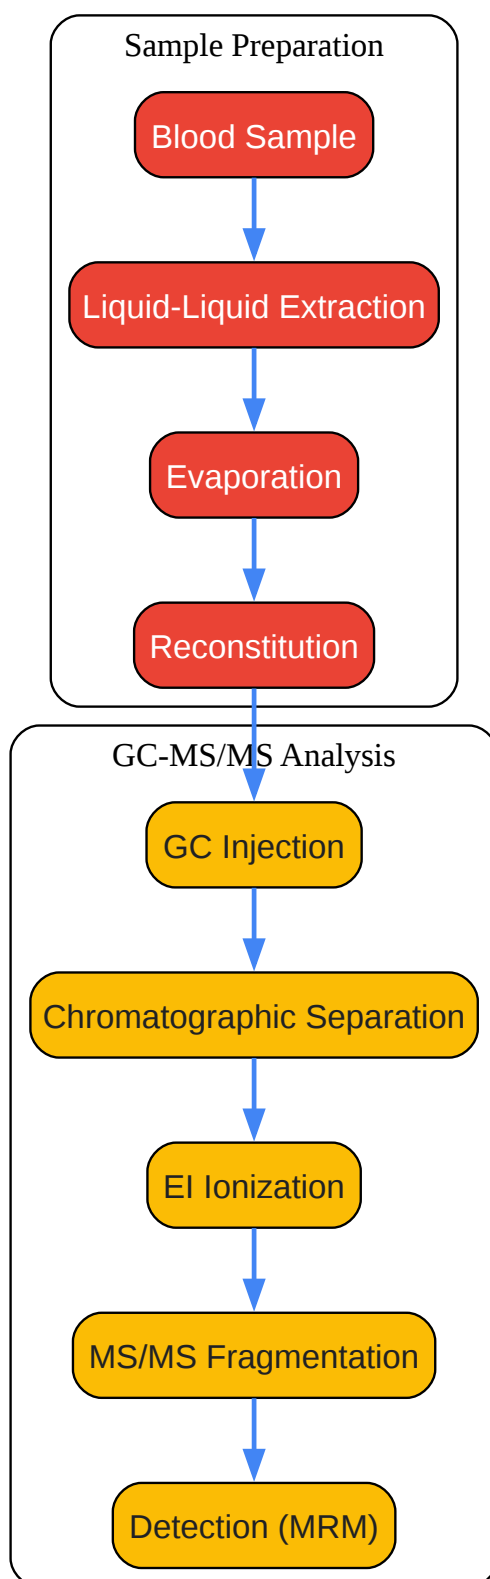 Sample Preparation
Blood Sample
Liquid-Liquid Extraction
Evaporation
Reconstitution
GC-MS/MS Analysis
GC Injection
Chromatographic Separation
EI Ionization
MS/MS Fragmentation
Detection (MRM)